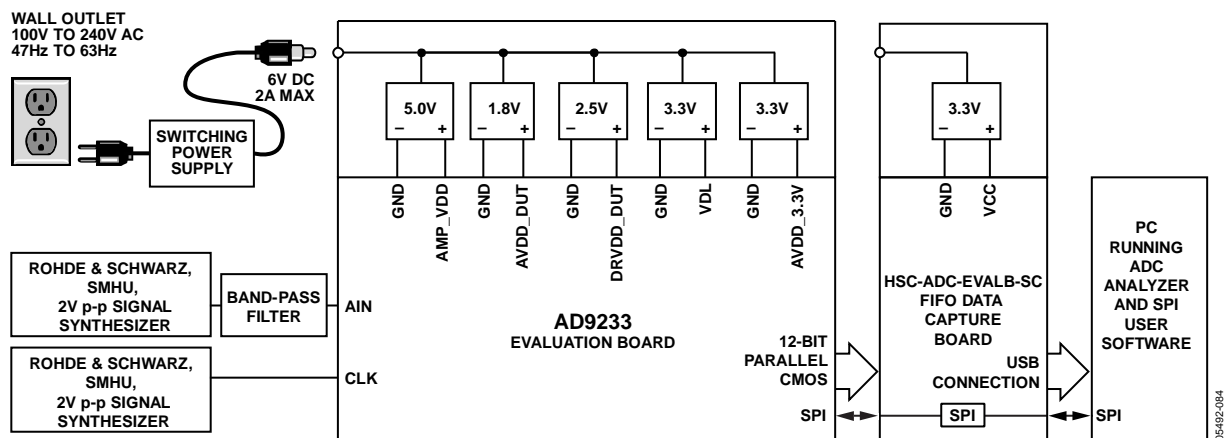 WALL OUTLET
100V TO 240V AC
47Hz TO 63Hz
6V DC
2A MAX
SWITCHING
POWER
SUPPLY
5.0V
1.8V
2.5V
3.3V
3.3V
3.3V
– +
– +
– +
– +
– +
– +
GND
AMP_VDD
GND
AVDD_DUT
GND
DRVDD_DUT
GND
VDL
GND
AVDD_3.3V
GND
VCC
ROHDE & SCHWARZ,
SMHU,
2V p-p SIGNAL
SYNTHESIZER
BAND-PASS
FILTER
AIN
ROHDE & SCHWARZ,
SMHU,
2V p-p SIGNAL
SYNTHESIZER
CLK
AD9233
EVALUATION BOARD
12-BIT
PARALLEL
CMOS
SPI
HSC-ADC-EVALB-SC
FIFO DATA
CAPTURE
BOARD
USB
CONNECTION
SPI
PC
RUNNING
ADC
ANALYZER
AND SPI
USER
SOFTWARE
SPI
05492-084